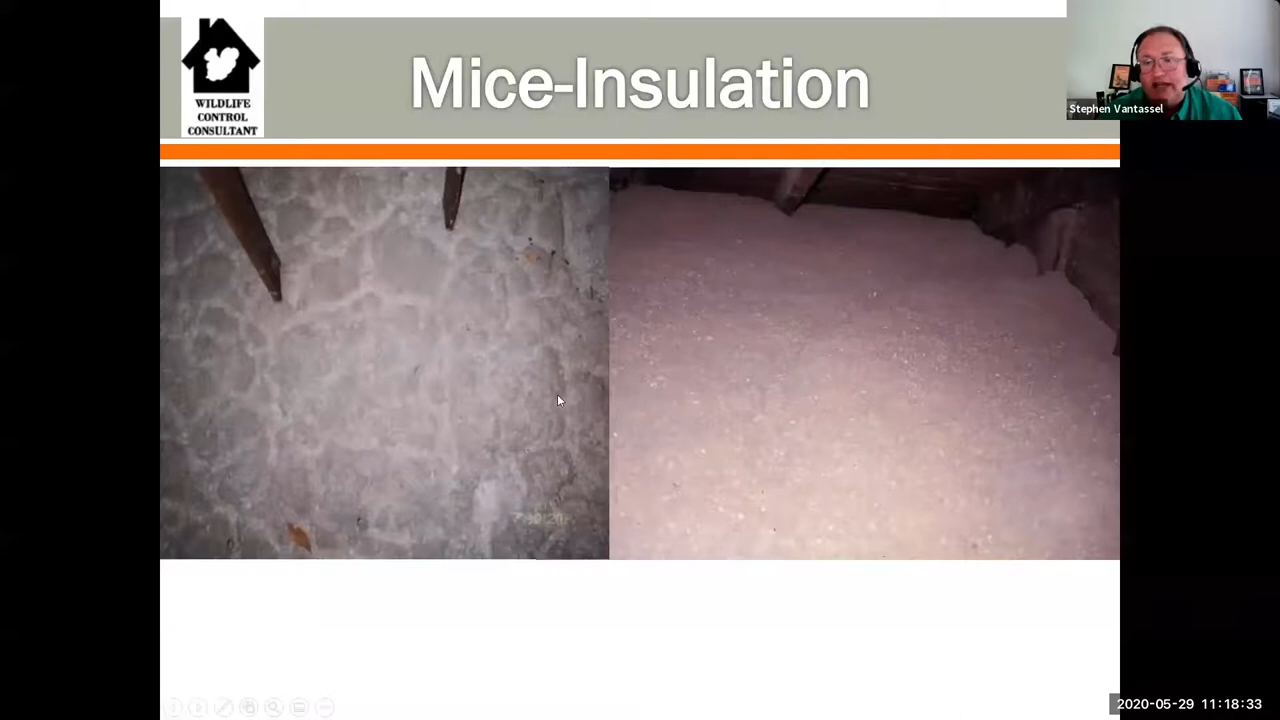 Mice-Insulation
WILDLIFE
CONTROL
CONSULTANT
Stephen Vantassel
2020-05-29 11:18:33